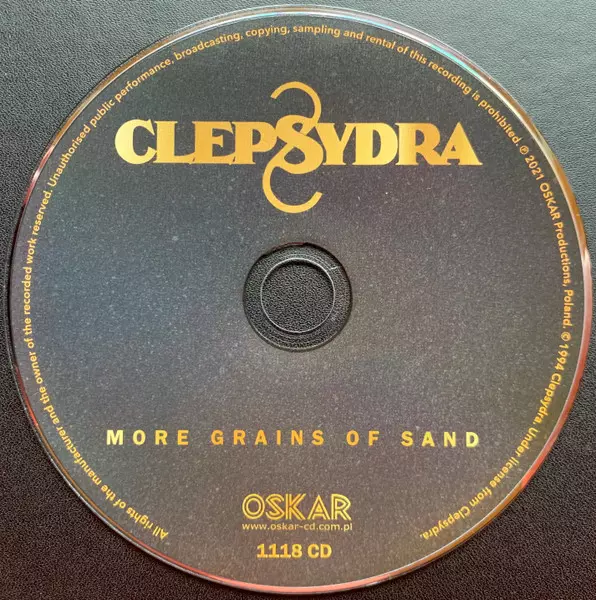 CLEPSYDRA
MORE GRAINS OF SAND
OSKAR
www.oskar-cd.com.pl
1118 CD
All rights of the manufacturer and the owner of the recorded work reserved. Unauthorised public performance, broadcasting, copying, sampling and rental of this recording is prohibited. ℗ 2021 OSKAR Productions, Poland. © 1994 Clepsydra. Under license from Clepsydra.